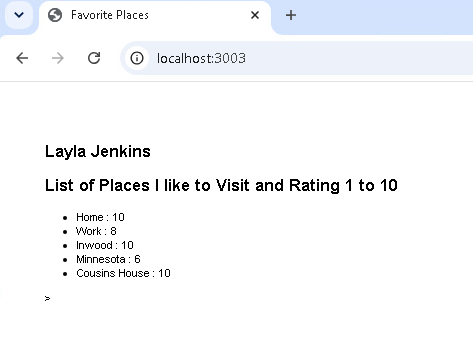 Favorite Places
localhost:3003
Layla Jenkins
List of Places I like to Visit and Rating 1 to 10
Home : 10
Work : 8
Inwood : 10
Minnesota : 6
Cousins House : 10
>